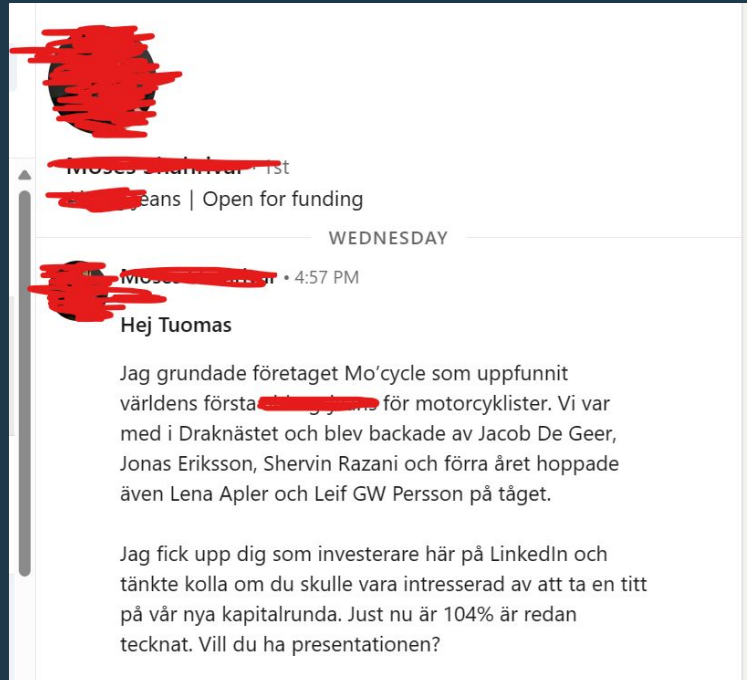 1st
jeans | Open for funding
WEDNESDAY
• 4:57 PM
Hej Tuomas
Jag grundade företaget Mo’cycle som uppfunnit
världens första för motorcyklister. Vi var
med i Draknästet och blev backade av Jacob De Geer,
Jonas Eriksson, Shervin Razani och förra året hoppade
även Lena Apler och Leif GW Persson på tåget.
Jag fick upp dig som investerare här på LinkedIn och
tänkte kolla om du skulle vara intresserad av att ta en titt
på vår nya kapitalrunda. Just nu är 104% är redan
tecknat. Vill du ha presentationen?